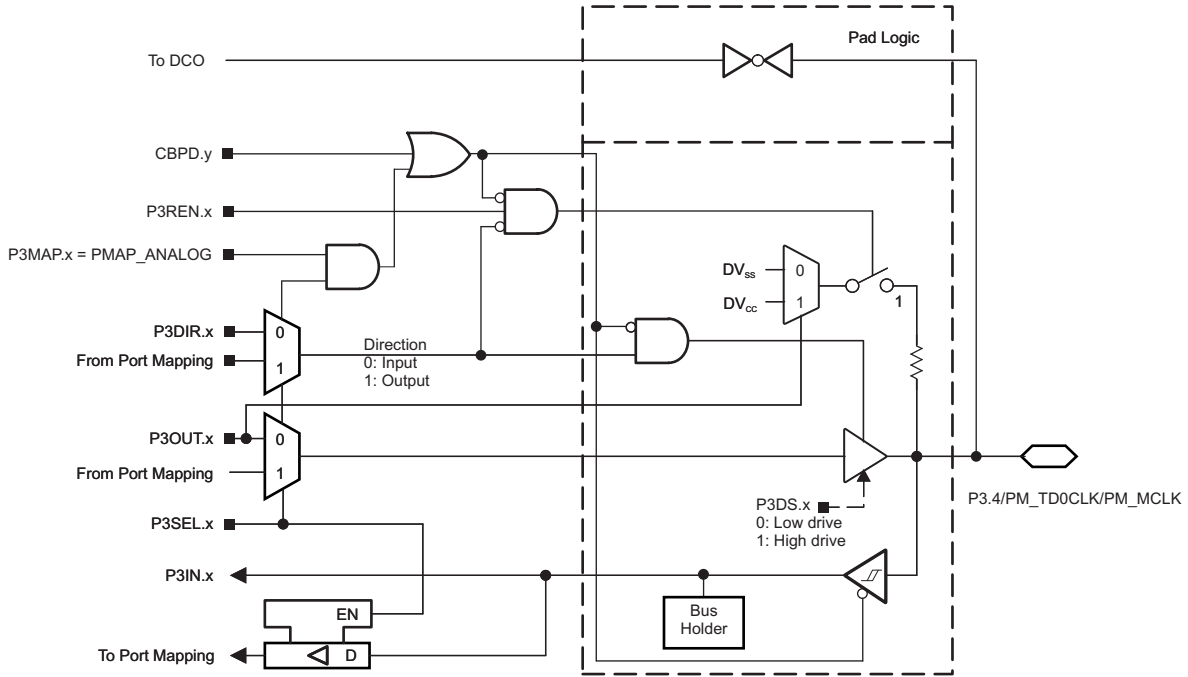 Pad Logic
To DCO
CBPD.y
P3REN.x
P3MAP.x = PMAP_ANALOG
DVss
0
DVcc
1
1
P3DIR.x
0
From Port Mapping
1
Direction
0: Input
1: Output
P3OUT.x
0
From Port Mapping
1
P3DS.x
0: Low drive
1: High drive
P3.4/PM_TD0CLK/PM_MCLK
P3SEL.x
P3IN.x
EN
Bus
Holder
To Port Mapping
D